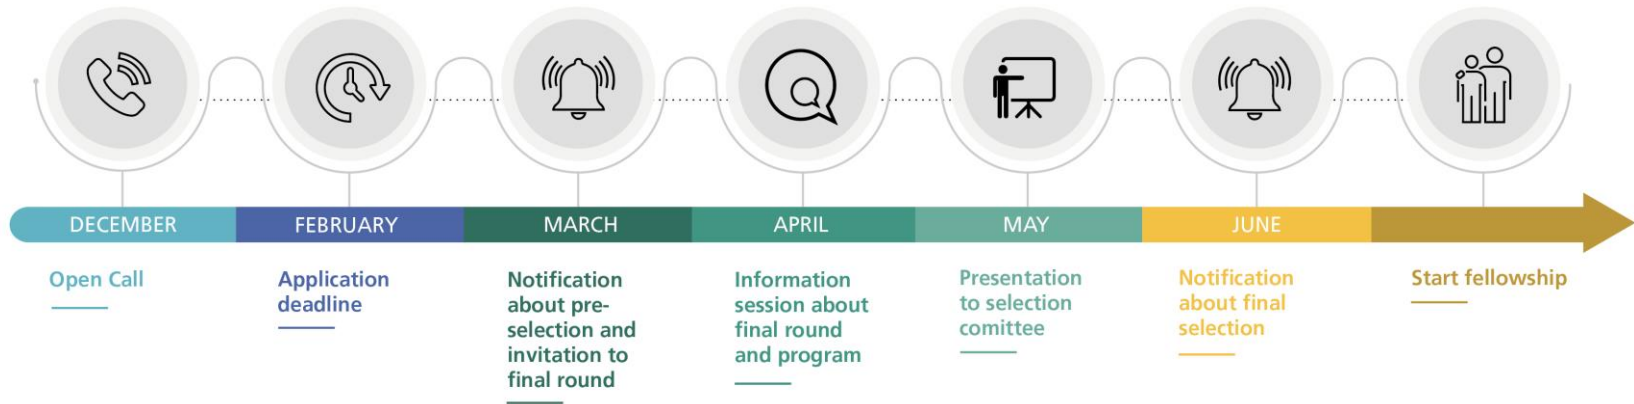 DECEMBER
FEBRUARY
MARCH
APRIL
MAY
JUNE
Open Call
Application
deadline
Notification
about pre-
selection and
invitation to
final round
Information
session about
final round
and program
Presentation
to selection
comittee
Notification
about final
selection
Start fellowship